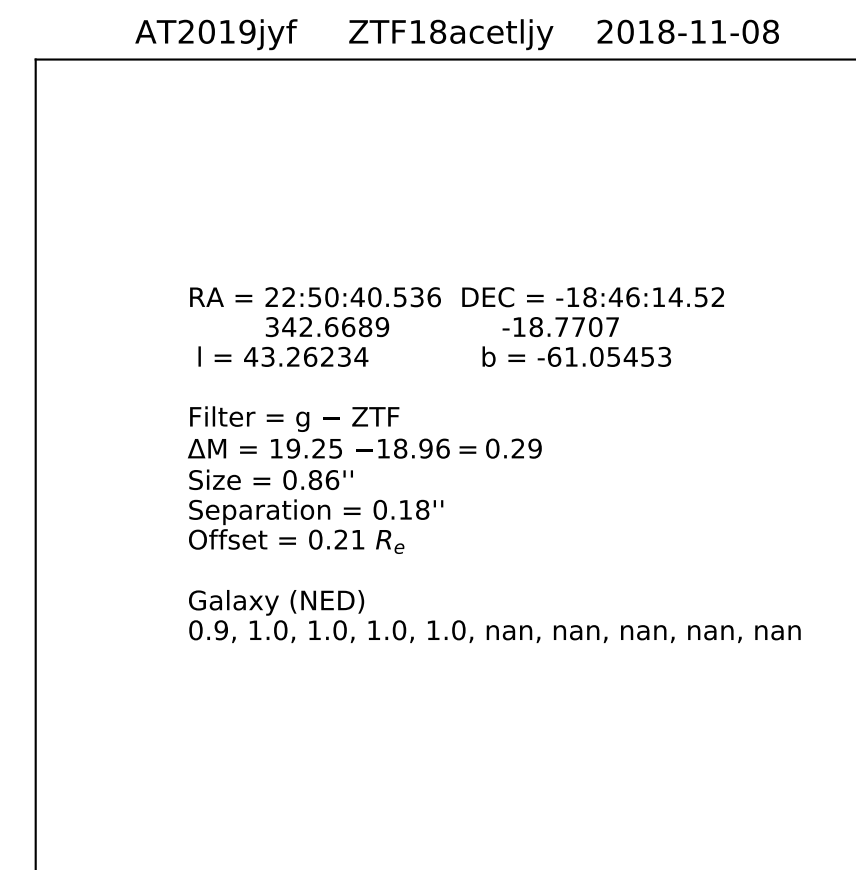 AT2019jyf ZTF18acetljy 2018-11-08
RA = 22:50:40.536 DEC = -18:46:14.52
342.6689 -18.7707
l = 43.26234 b = -61.05453
Filter = g − ZTF
ΔM = 19.25 −18.96 = 0.29
Size = 0.86''
Separation = 0.18''
Offset = 0.21 Re
Galaxy (NED)
0.9, 1.0, 1.0, 1.0, 1.0, nan, nan, nan, nan, nan